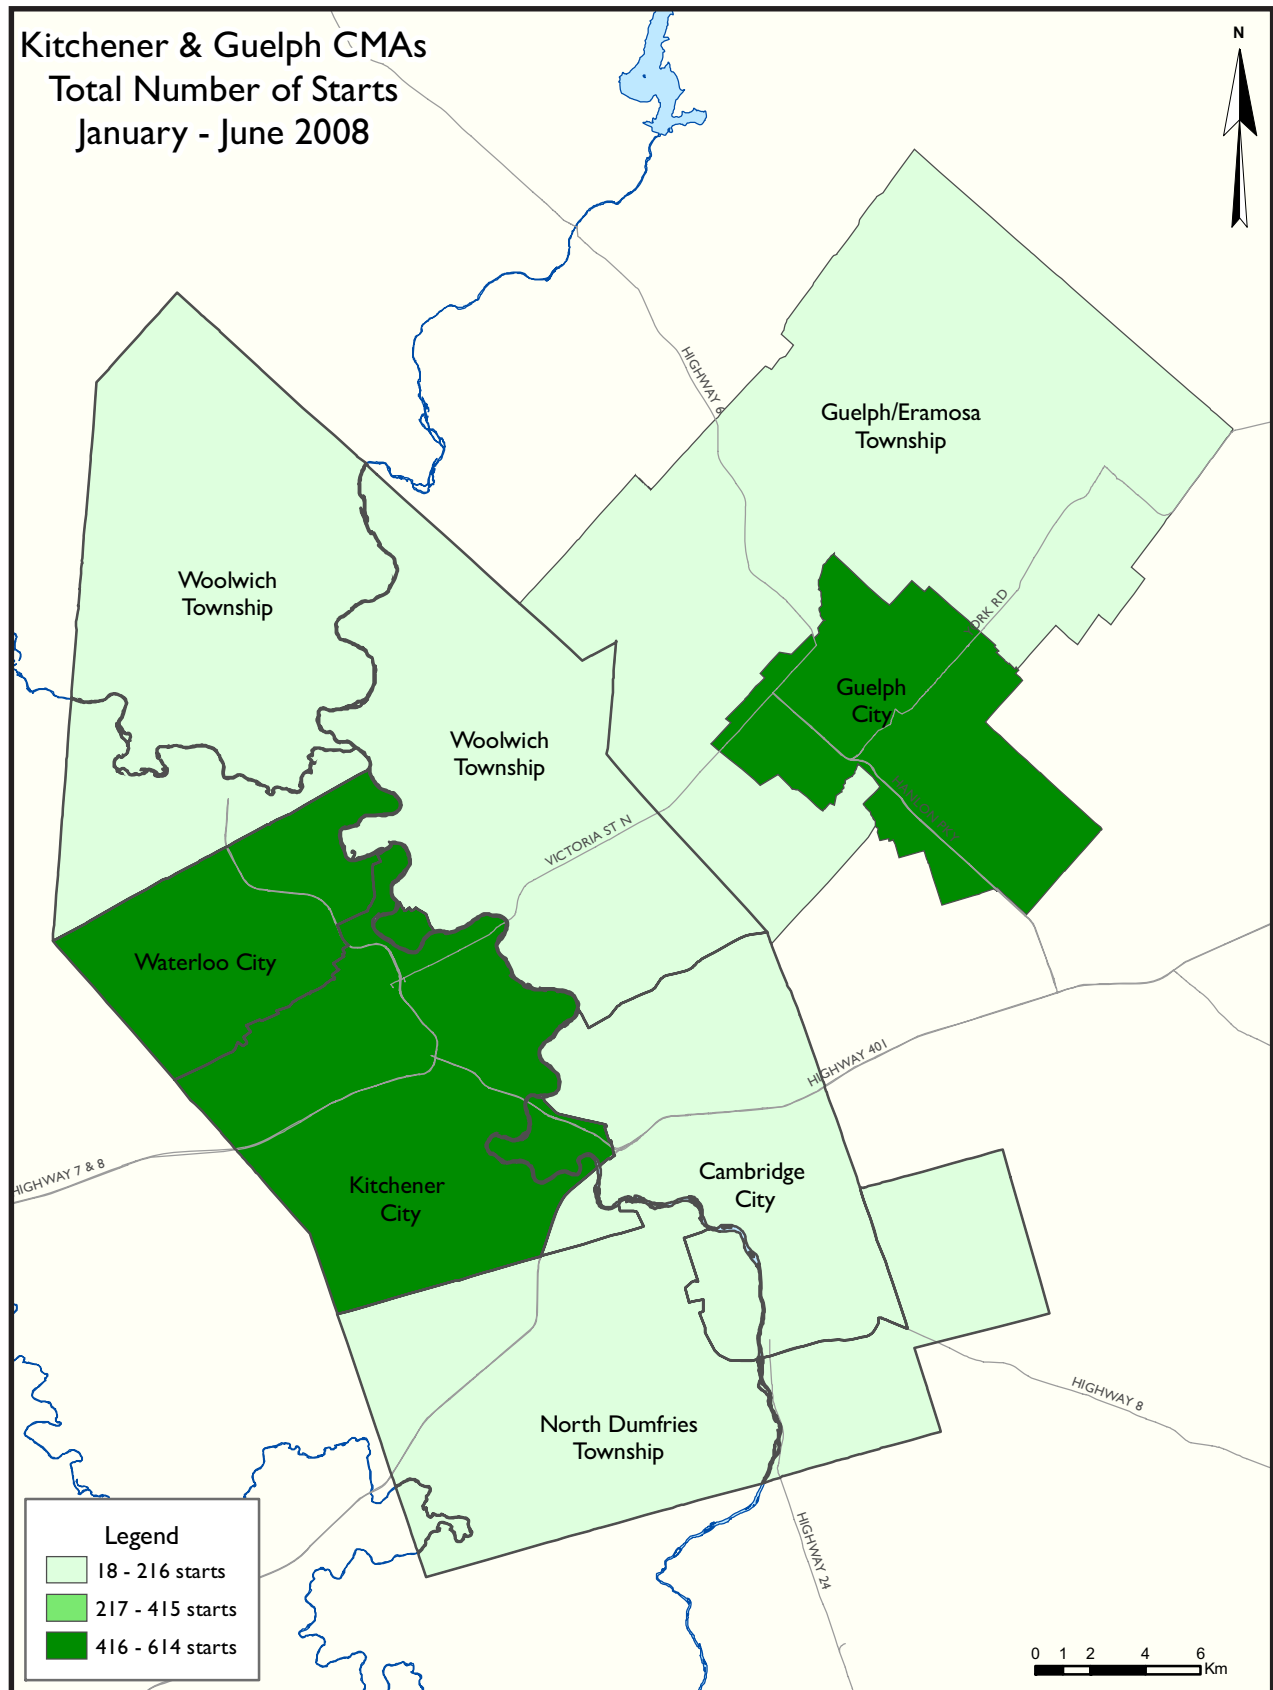 Kitchener & Guelph CMAs
Total Number of Starts
January - June 2008
N
HIGHWAY 6
Guelph/Eramosa
Township
Woolwich
Township
ORK RD
Guelph
City
Woolwich
Township
VICTORIA ST N
Waterloo City
HIGHWAY 401
HIGHWAY 7 & 8
Kitchener
City
Cambridge
City
HIGHWAY 8
North Dumfries
Township
HIGHWAY 24
Legend
18 - 216 starts
217 - 415 starts
416 - 614 starts
0 1 2 4 6
Km